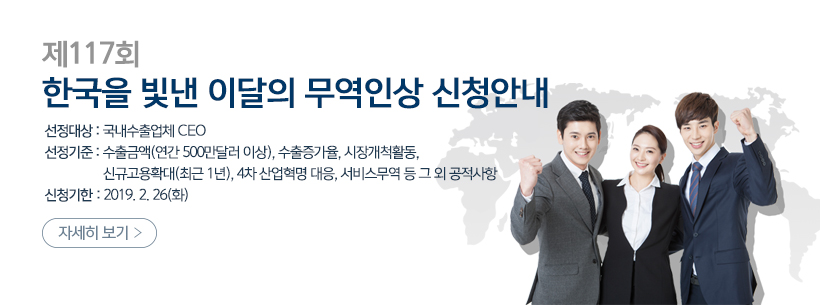 제117회
한국을 빛낸 이달의 무역인상 신청안내
선정대상 : 국내수출업체 CEO
선정기준 : 수출금액(연간 500만달러 이상), 수출증가율, 시장개척활동,
신규고용확대(최근 1년), 4차 산업혁명 대응, 서비스무역 등 그 외 공적사항
신청기한 : 2019. 2. 26(화)
자세히 보기 >